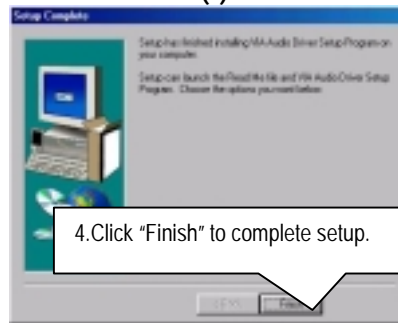 Setup Complete
Setup has finished installing VIA Audio Driver Setup Program on
your computer.
Setup can launch the Read Me file and VIA Audio Driver Setup
Program. Choose the options you want below.
4.Click “Finish” to complete setup.
Finish